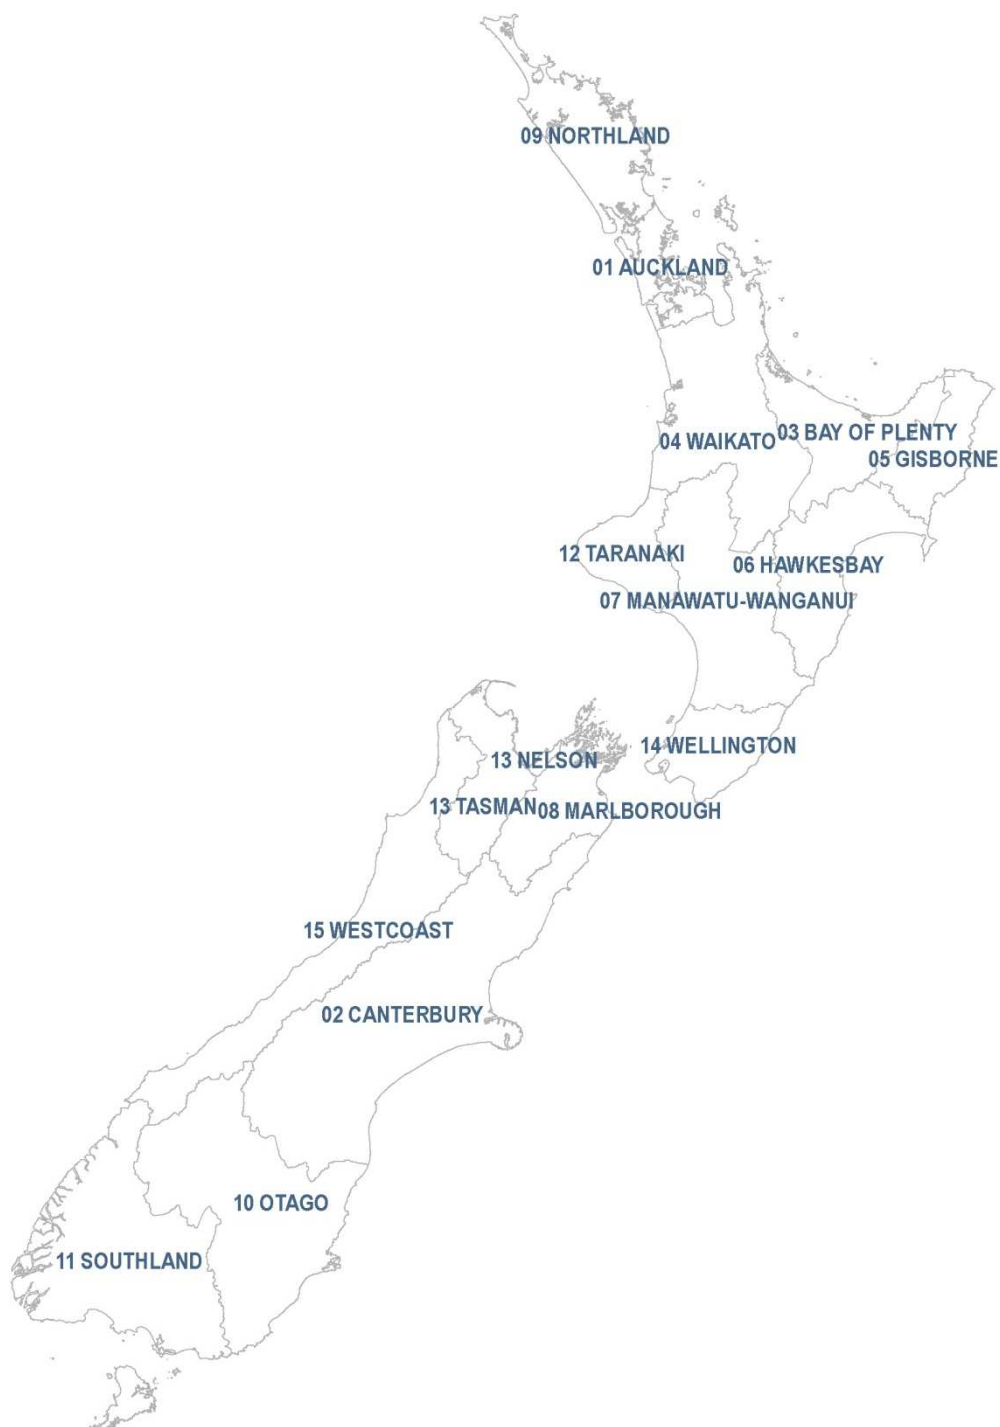 09 NORTHLAND
01 AUCKLAND
03 BAY OF PLENTY
04 WAIKATO
05 GISBORNE
12 TARANAKI
06 HAWKESBAY
07 MANAWATU-WANGANUI
14 WELLINGTON
13 NELSON
13 TASMAN
08 MARLBOROUGH
15 WESTCOAST
02 CANTERBURY
10 OTAGO
11 SOUTHLAND